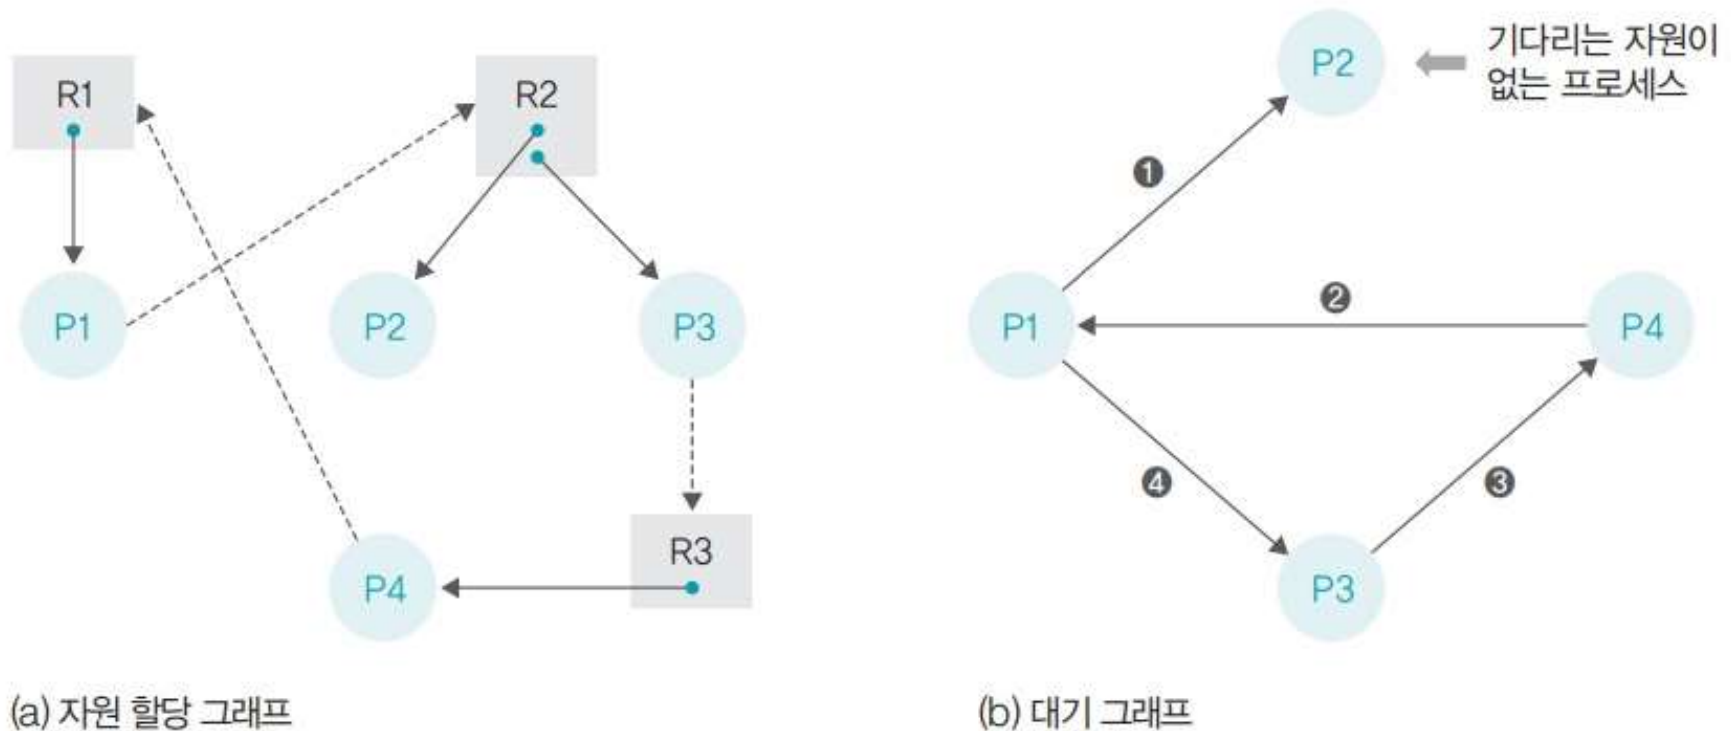 R1
R2
P1
P2
P3
P4
R3
(a) 자원 할당 그래프
P2
기다리는 자원이
없는 프로세스
❶
❷
P1
P4
❹
❸
P3
(b) 대기 그래프